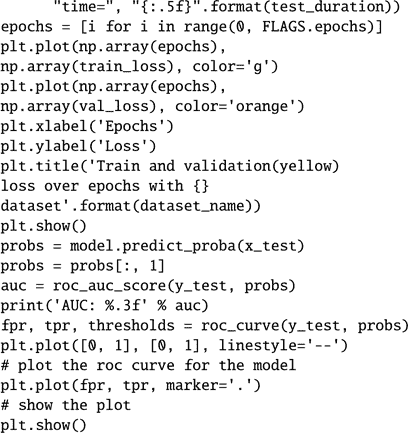 "time=", "{:.5f}".format(test_duration))
epochs = [i for i in range(0, FLAGS.epochs)]
plt.plot(np.array(epochs),
np.array(train_loss), color='g')
plt.plot(np.array(epochs),
np.array(val_loss), color='orange')
plt.xlabel('Epochs')
plt.ylabel('Loss')
plt.title('Train and validation(yellow)
loss over epochs with {}
dataset'.format(dataset_name))
plt.show()
probs = model.predict_proba(x_test)
probs = probs[:, 1]
auc = roc_auc_score(y_test, probs)
print('AUC: %.3f' % auc)
fpr, tpr, thresholds = roc_curve(y_test, probs)
plt.plot([0, 1], [0, 1], linestyle='--')
# plot the roc curve for the model
plt.plot(fpr, tpr, marker='.')
# show the plot
plt.show()